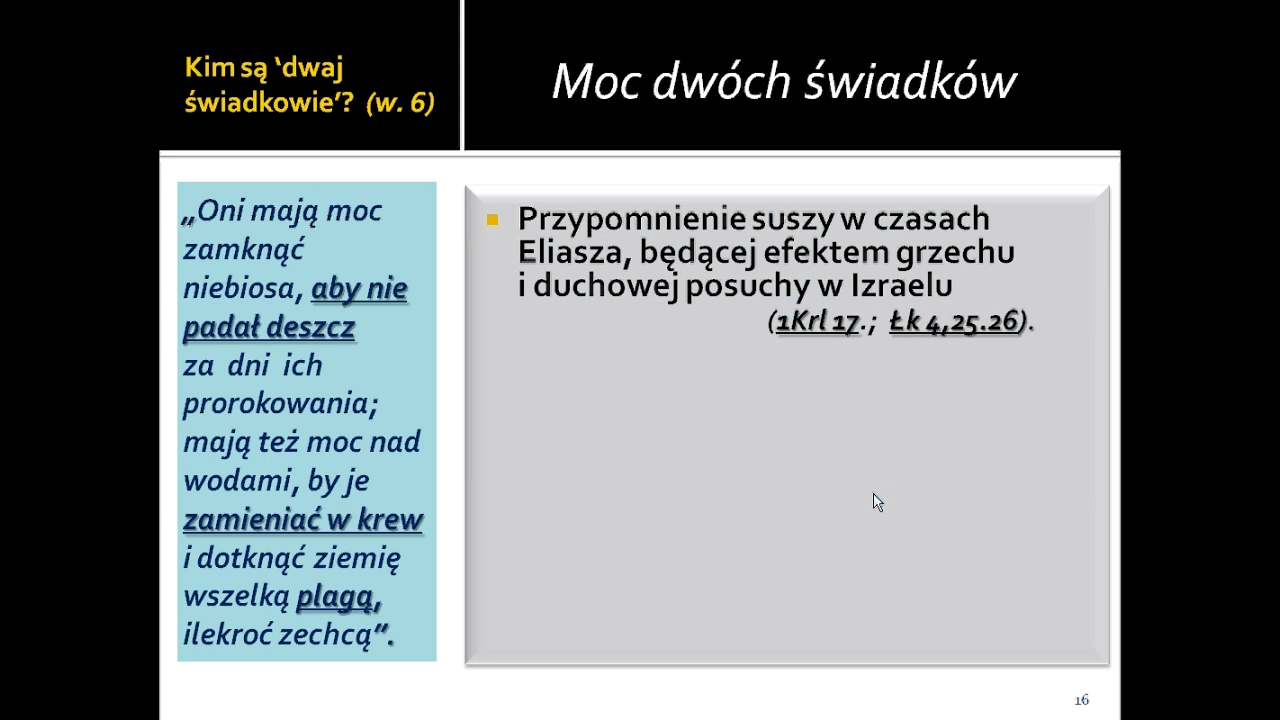 Kim są ‘dwaj
świadkowie’? (w. 6)
Moc dwóch świadków
„Oni mają moc
zamknąć
niebiosa, aby nie
padał deszcz
za dni ich
prorokowania;
mają też moc nad
wodami, by je
zamieniać w krew
i dotknąć ziemię
wszelką plagą,
ilekroć zechcą”.
Przypomnienie suszy w czasach
Eliasza, będącej efektem grzechu
i duchowej posuchy w Izraelu
(1Krl 17.; Łk 4,25.26).
16